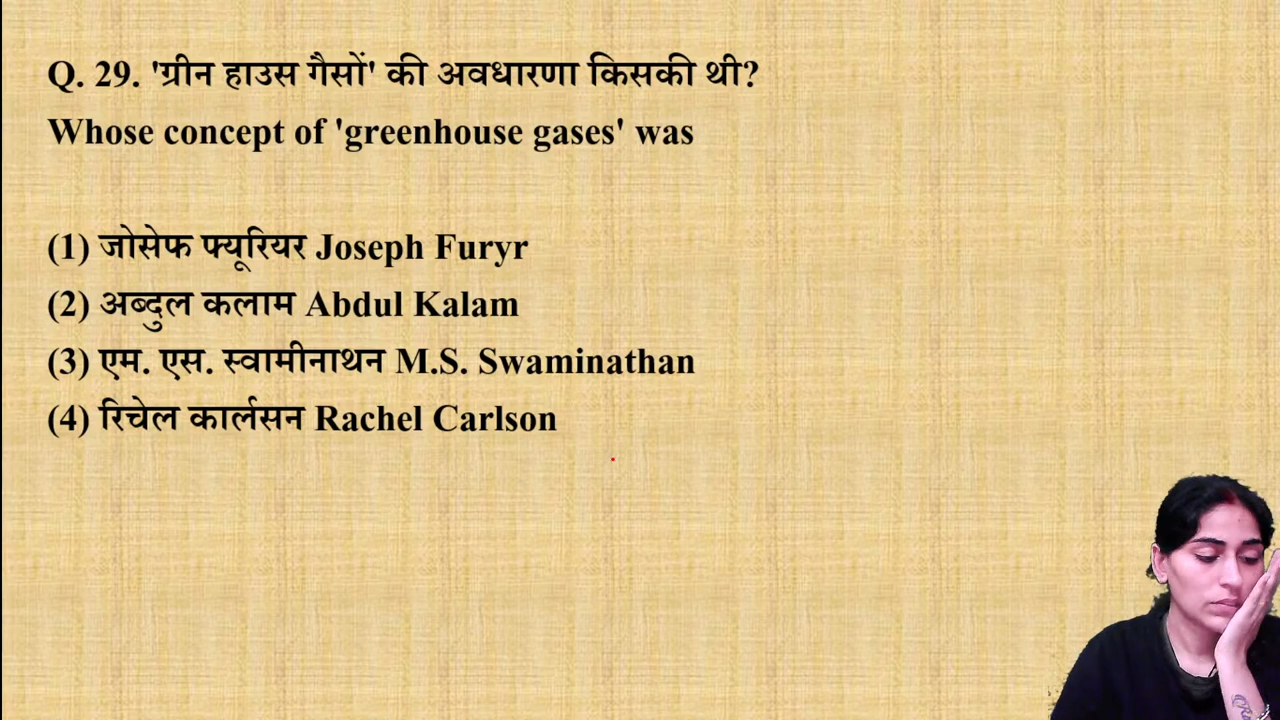 Q. 29. 'ग्रीन हाउस गैसों' की अवधारणा किसकी थी?
Whose concept of 'greenhouse gases' was
(1) जोसेफ फ्यूरियर Joseph Furyr
(2) अब्दुल कलाम Abdul Kalam
(3) एम. एस. स्वामीनाथन M.S. Swaminathan
(4) रिचेल कार्लसन Rachel Carlson